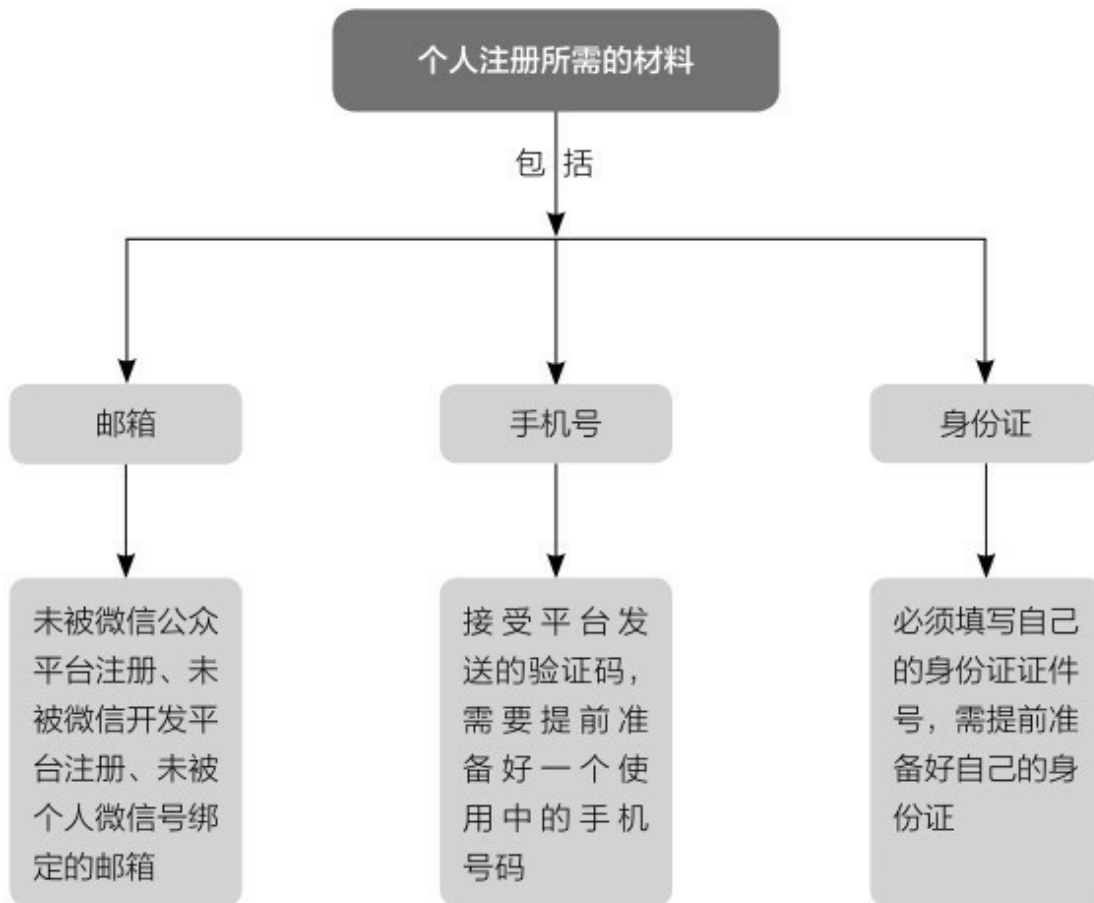 个人注册所需的材料
包括
邮箱
手机号
身份证
未被微信公众
平台注册、未
被微信开发平
台注册、未被
个人微信号绑
定的邮箱
接受平台发
送的验证码，
需要提前准
备好一个使
用中的手机
号码
必须填写自己
的身份证证件
号，需提前准
备好自己的身
份证